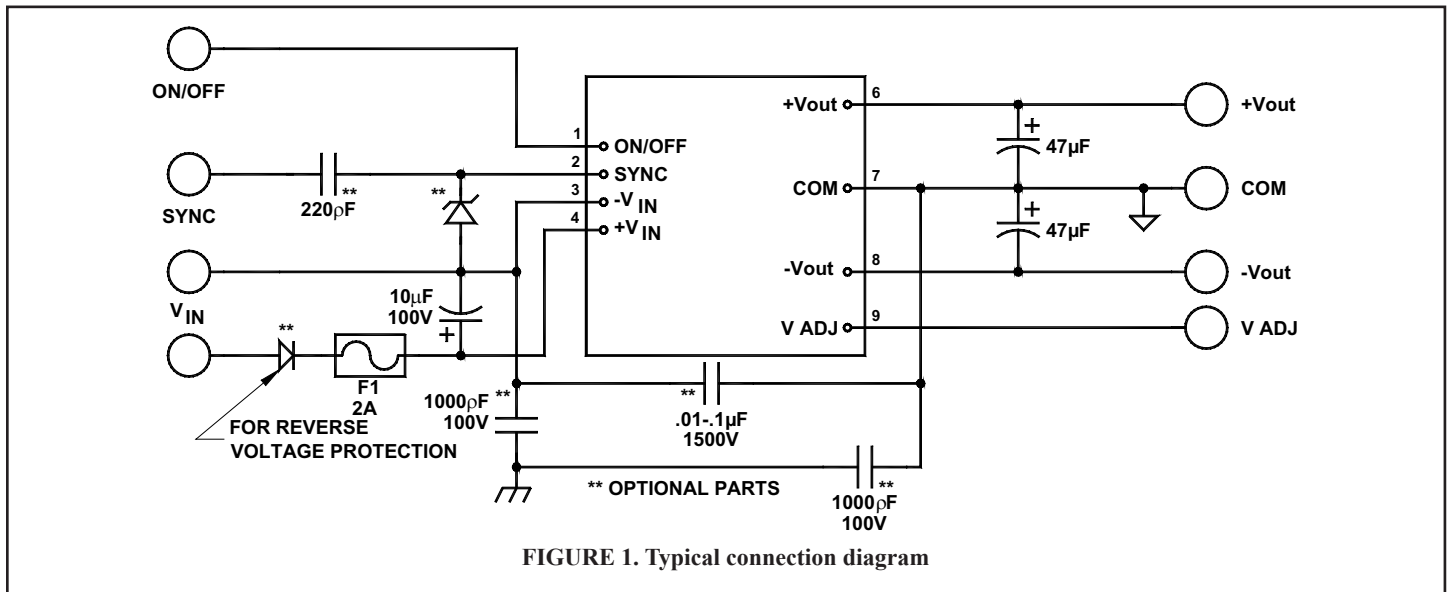 ON/OFF
SYNC
**
220ρF
**
V IN
**
F1
2A
FOR REVERSE
VOLTAGE PROTECTION
10μF
100V
+
1
ON/OFF
2
SYNC
3
-V IN
4
+V IN
+Vout
6
COM
7
-Vout
8
V ADJ
9
+
47μF
+
47μF
+Vout
COM
-Vout
V ADJ
1000ρF **
100V
**
.01-.1μF
1500V
** OPTIONAL PARTS
**
1000ρF
100V
FIGURE 1. Typical connection diagram